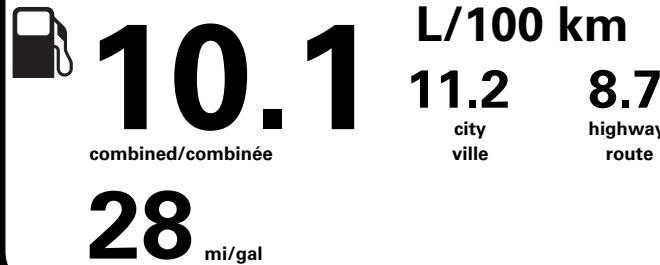 10.1
combined/combinée
L/100 km
11.2
city
ville
8.7
highway
route
28 mi/gal